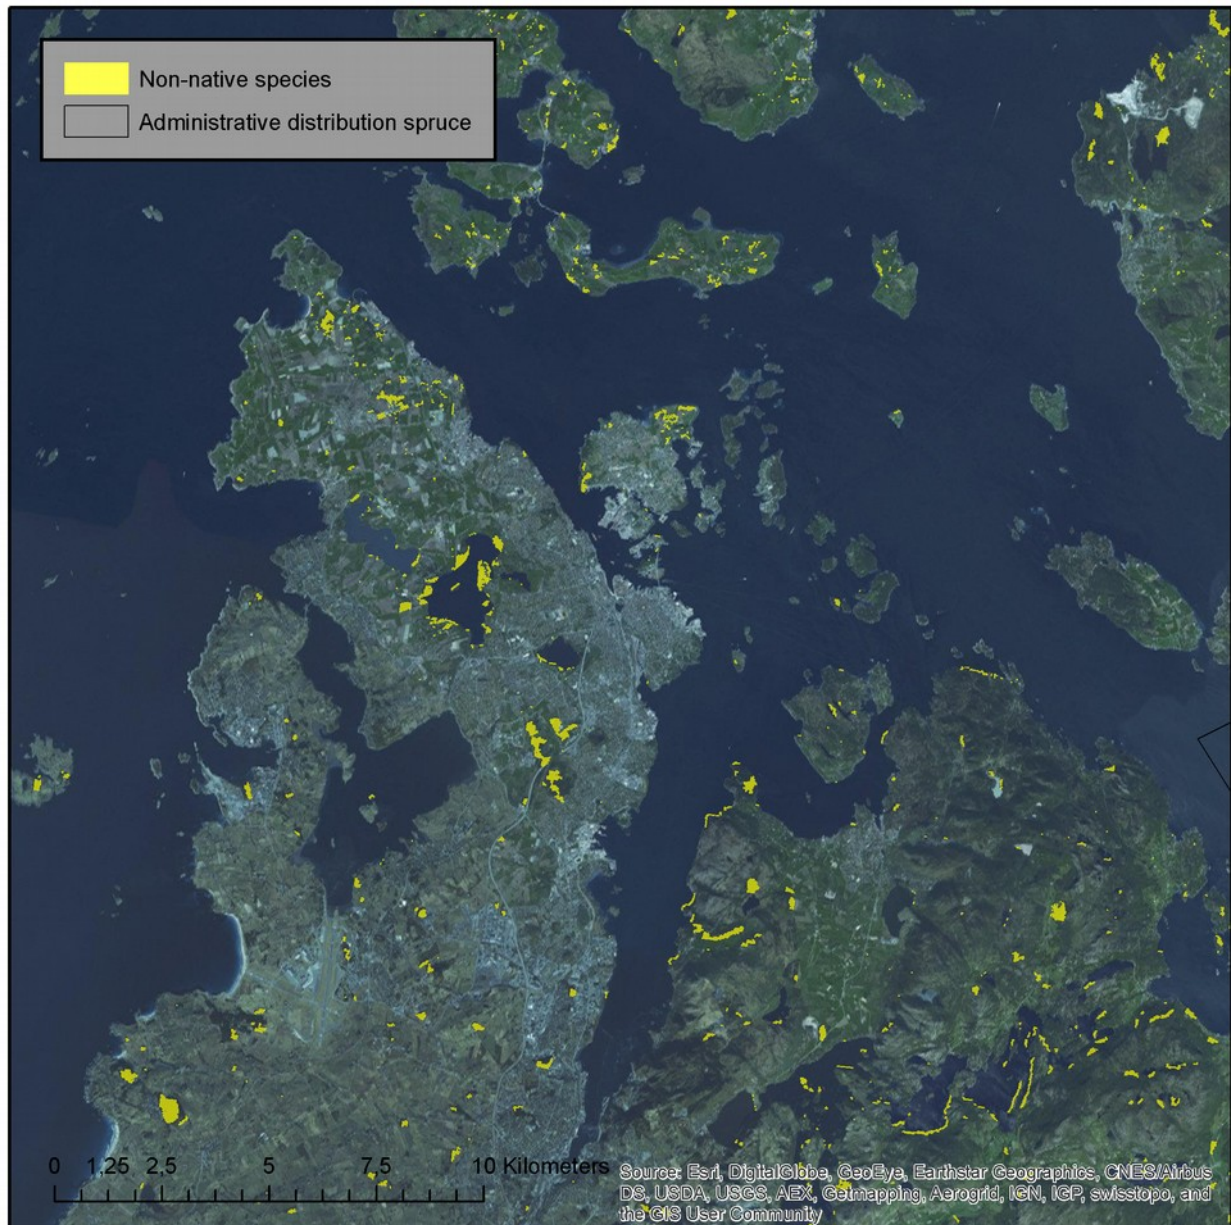 Non-native species
Administrative distribution spruce
0 1,25 2,5 5 7,5 10 Kilometers
Source: Esri, DigitalGlobe, GeoEye, Earthstar Geographics, CNES/Airbus
DS, USDA, USGS, AEX, Getmapping, Aerogrid, IGN, IGP, swisstopo, and
the GIS User Community